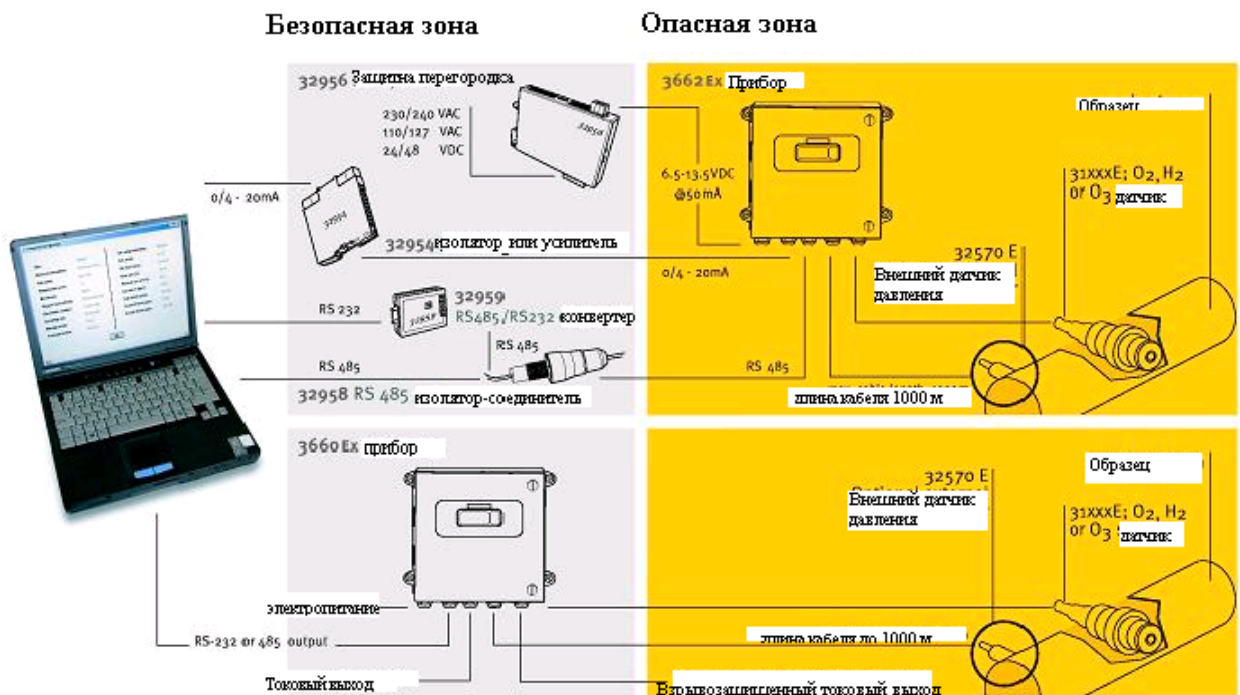 Безопасная зона
Опасная зона
32956 Защитна перегородка
230/240 VAC
110/127 VAC
24/48 VDC
32956
0/4 - 20mA
32954
32954 изолятор или усилитель
RS 232
32959
RS485/RS232 конвертер
RS 485
RS 485
32958 RS 485 изолятор-соединитель
3662Ex Прибор
6.5-13.5VDC
@50mA
0/4 - 20mA
RS 485
Образец
31XXXE; O2, H2
or O3 датчик
32570 E
Внешний датчик
давления
длина кабеля 1000 м
3660Ex прибор
электропитание
RS-232 or 485 output
Токовый выход
32570 E
Внешний датчик
давления
Образец
31XXXE; O2, H2
or O3 датчик
длина кабеля до 1000 м
Взрывозащищенный токовый выход